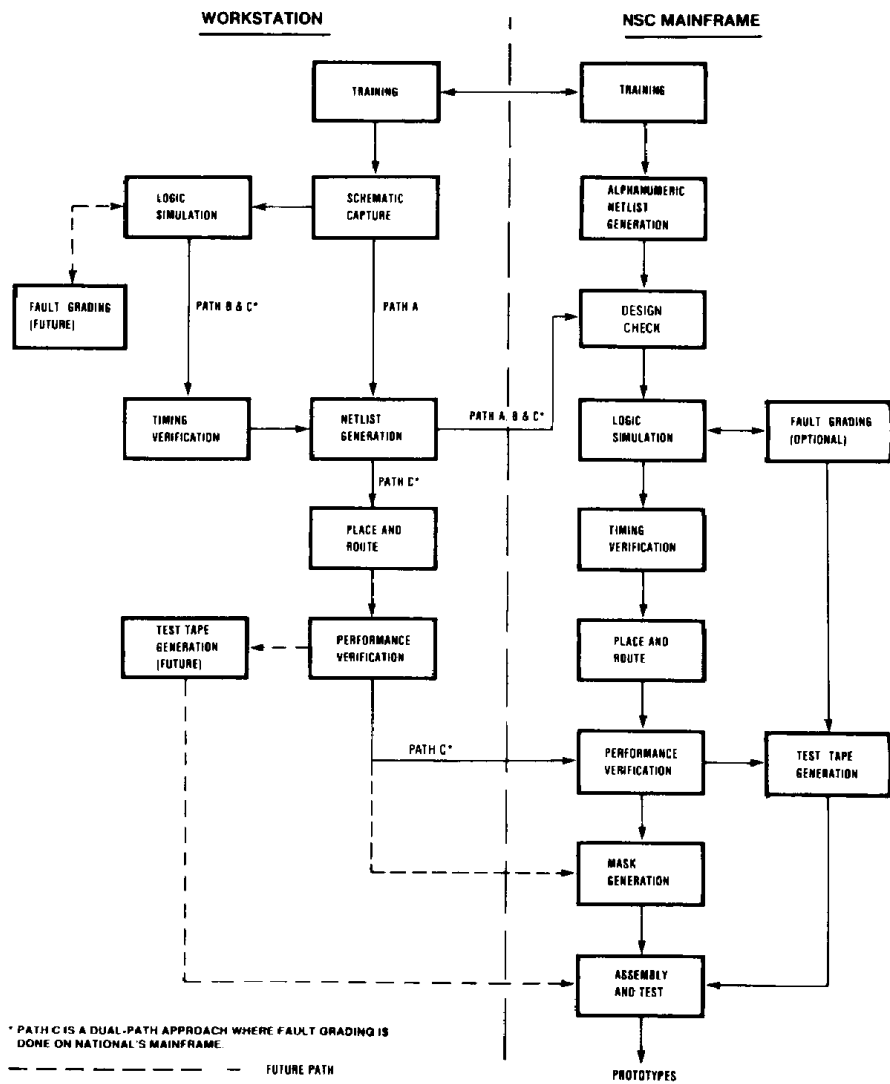 WORKSTATION
NSC MAINFRAME
TRAINING
TRAINING
LOGIC
SIMULATION
SCHEMATIC
CAPTURE
ALPHANUMERIC
NETLIST
GENERATION
FAULT GRADING
(FUTURE)
PATH B & C*
PATH A
DESIGN
CHECK
TIMING
VERIFICATION
NETLIST
GENERATION
PATH A, B & C*
LOGIC
SIMULATION
FAULT GRADING
(OPTIONAL)
PATH C*
PLACE AND
ROUTE
TIMING
VERIFICATION
TEST TAPE
GENERATION
(FUTURE)
PERFORMANCE
VERIFICATION
PLACE AND
ROUTE
PATH C*
PERFORMANCE
VERIFICATION
TEST TAPE
GENERATION
MASK
GENERATION
ASSEMBLY
AND TEST
* PATH C IS A DUAL-PATH APPROACH WHERE FAULT GRADING IS
DONE ON NATIONAL'S MAINFRAME.
FUTURE PATH
PROTOTYPES